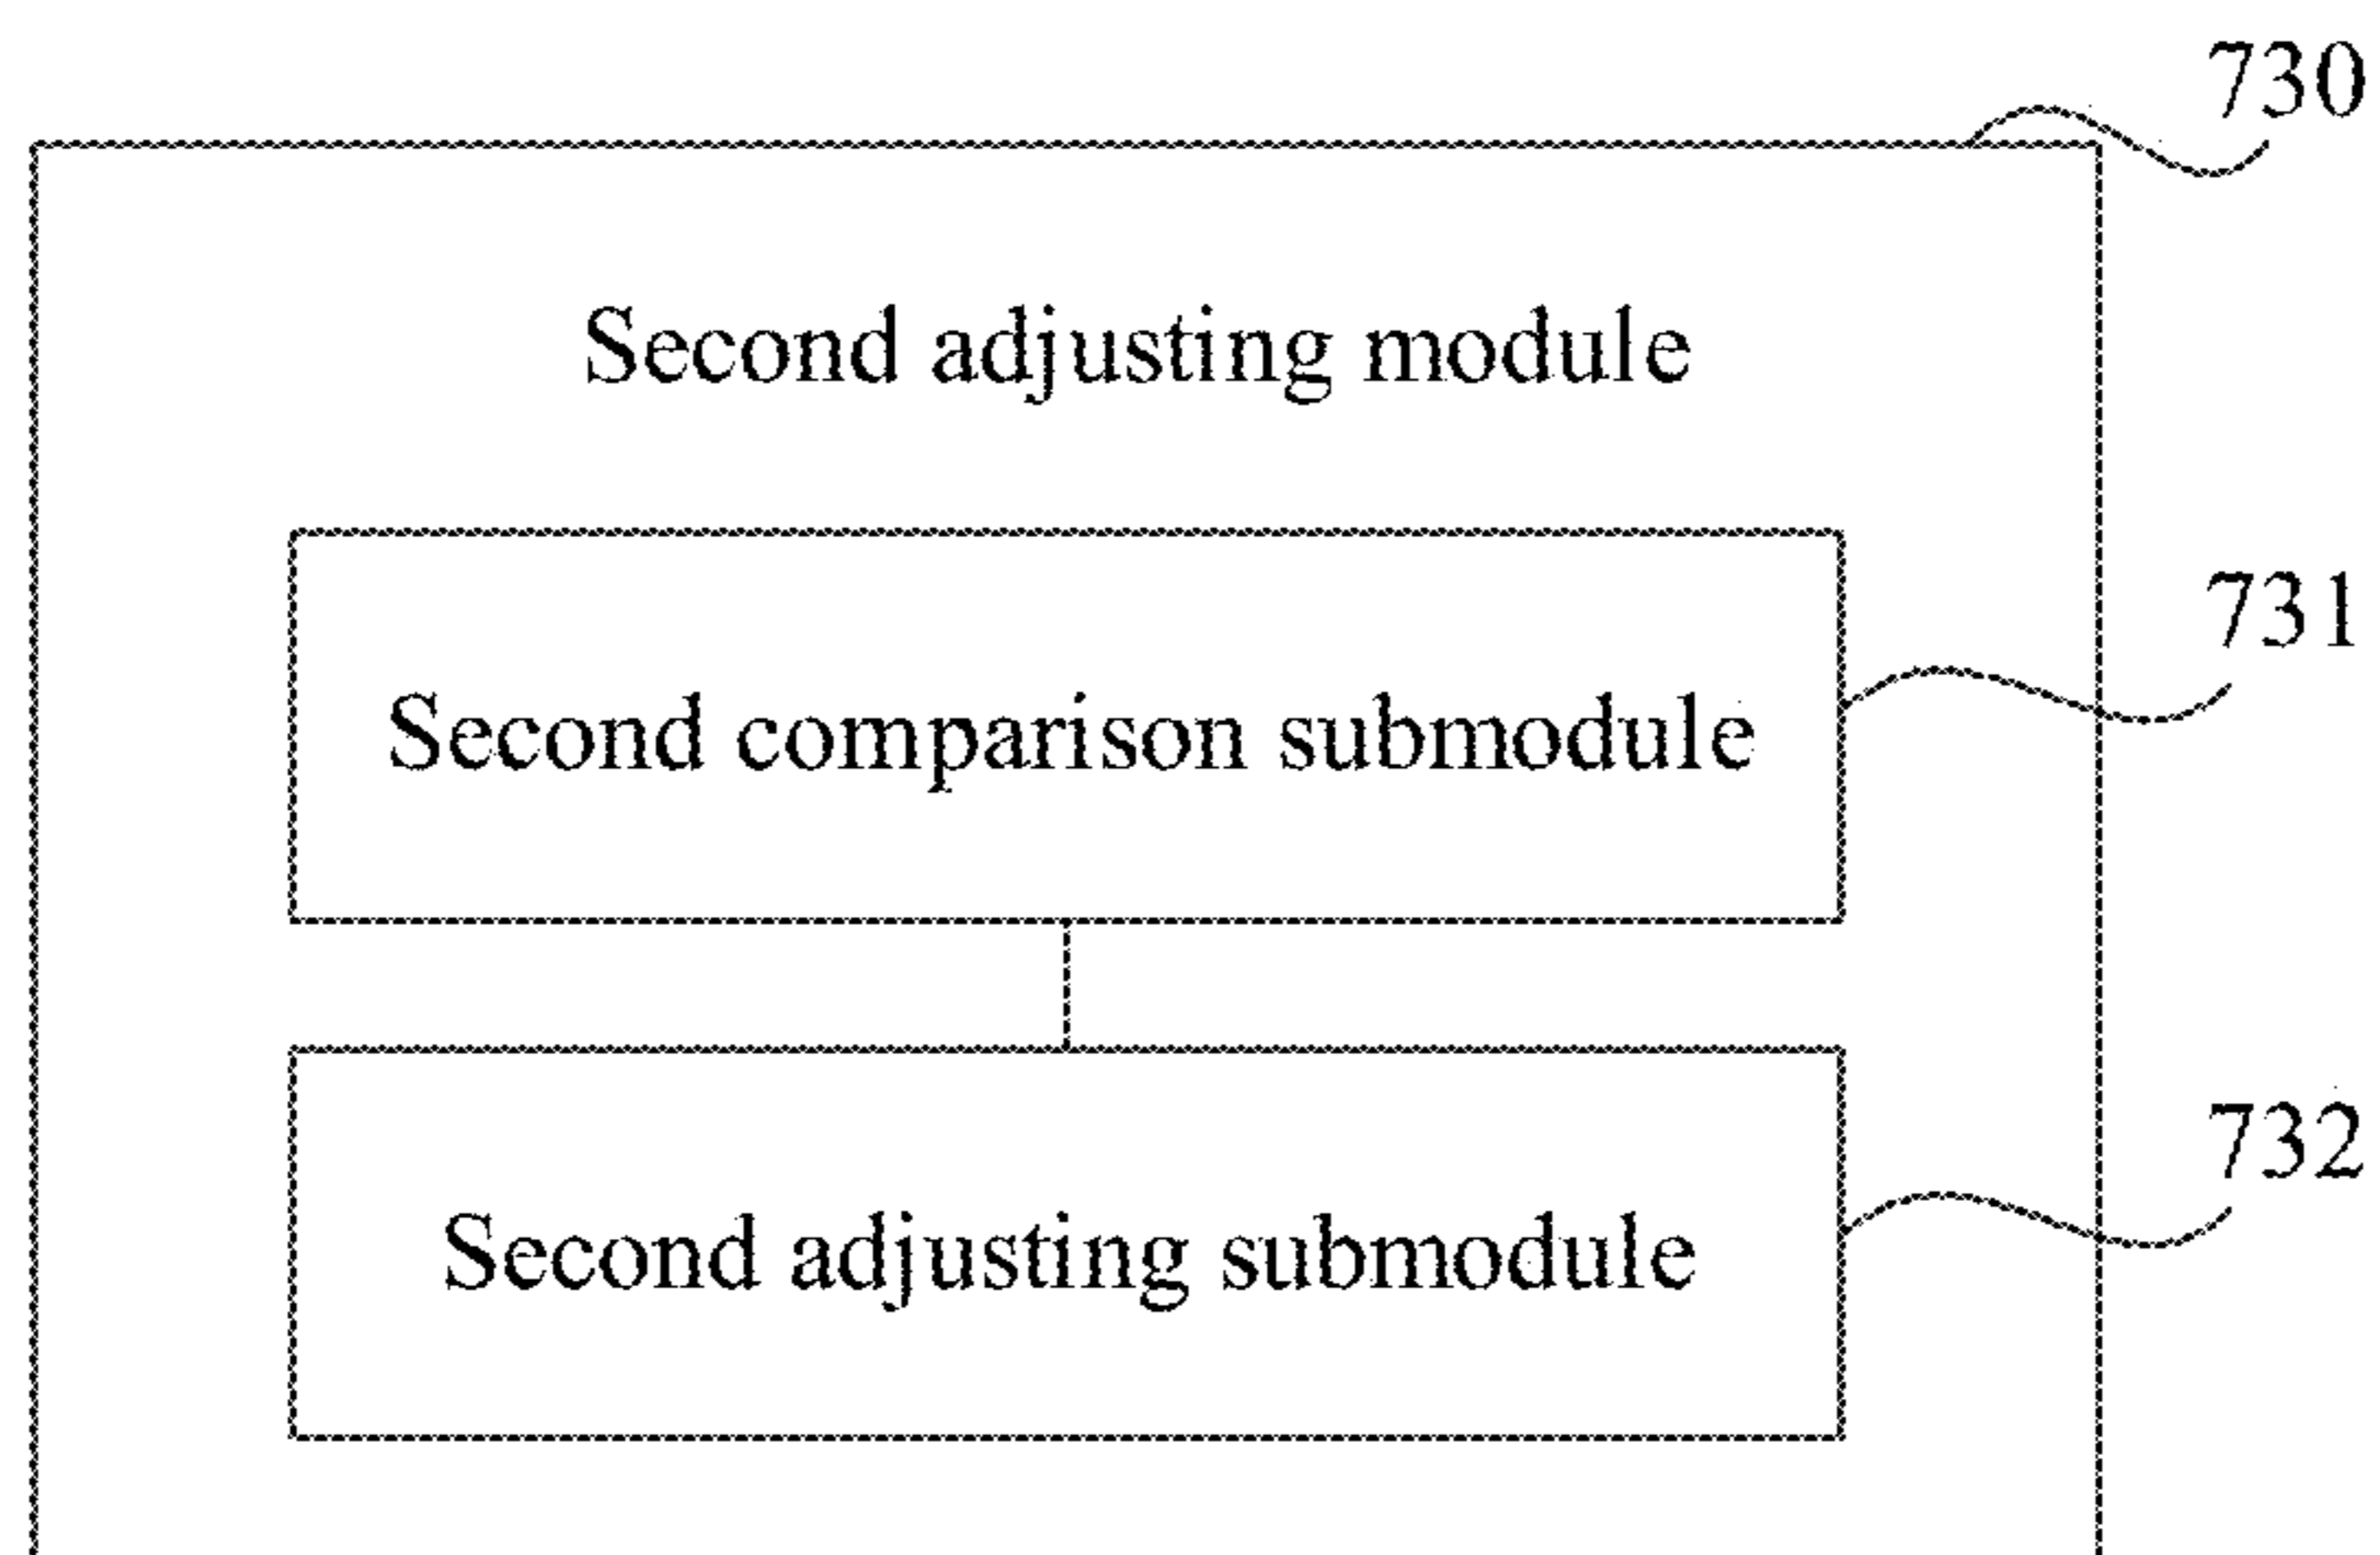 730
Second adjusting module
731
Second comparison submodule
732
Second adjusting submodule